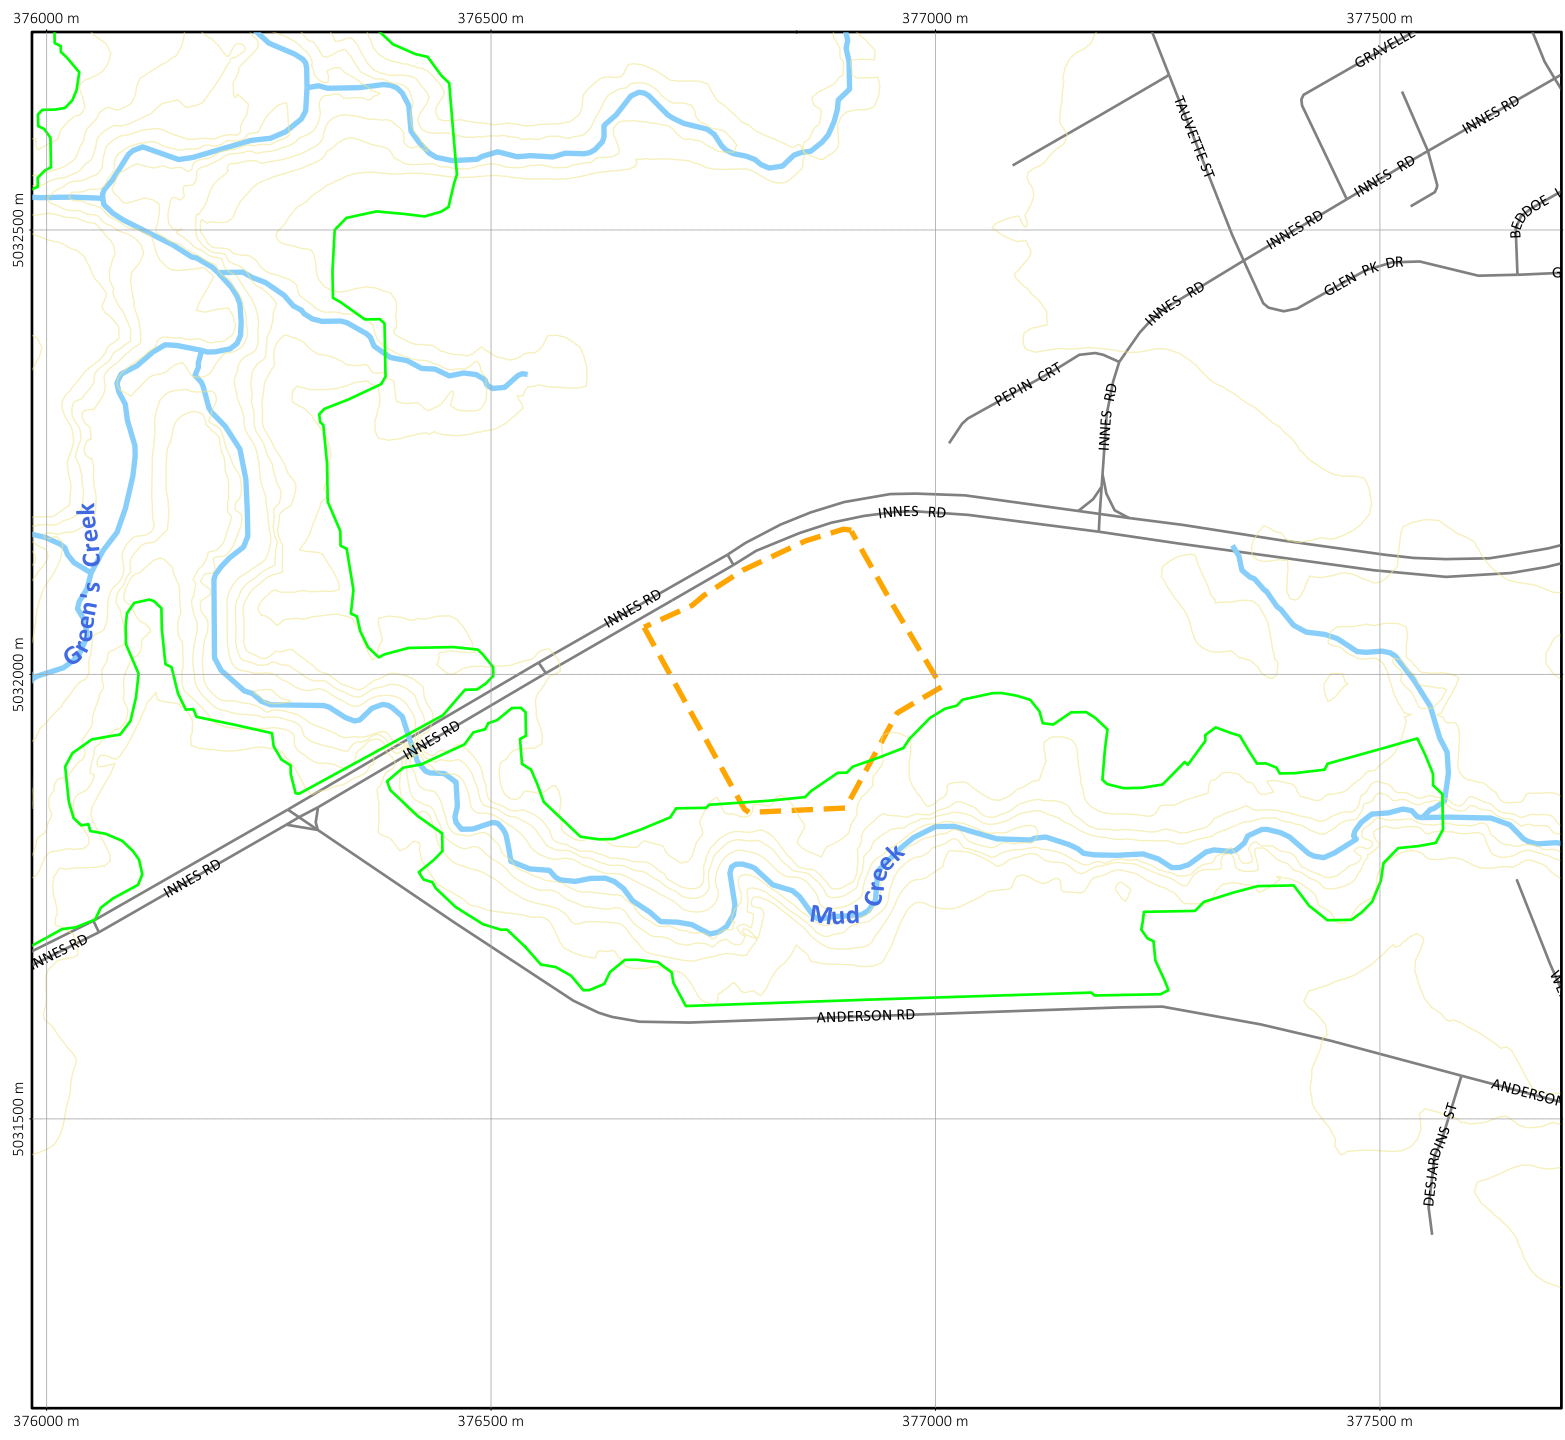 376000 m
376500 m
377000 m
377500 m
GRAVELLE
TAUVETTE ST
INNES RD
INNES RD
INNES RD
BEDDOE L
5032500 m
GLEN PK DR
G
INNES RD
PEPIN CRT
INNES RD
INNES RD
Green's Creek
INNES RD
5032000 m
INNES RD
INNES RD
Mud Creek
INNES RD
ANDERSON RD
ANDERSON
5031500 m
DESJARDINS ST
376000 m
376500 m
377000 m
377500 m